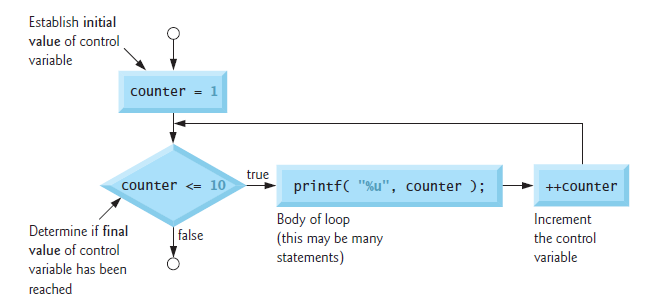 Establish initial
value of control
variable
counter = 1
counter <= 10
true
printf( "%u", counter );
++counter
Determine if final
value of control
variable has been
reached
false
Body of loop
(this may be many
statements)
Increment
the control
variable